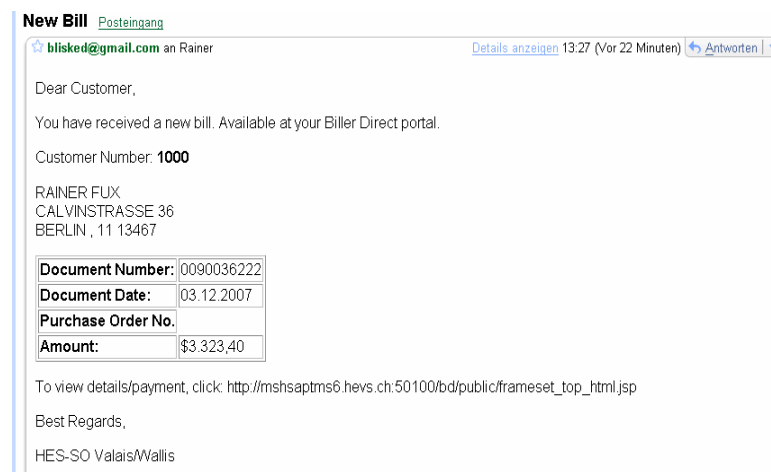 New Bill Posteingang
blisked@gmail.com an Rainer Details anzeigen 13:27 (Vor 22 Minuten) Antworten
Dear Customer,
You have received a new bill. Available at your Biller Direct portal.
Customer Number: 1000
RAINER FUX
CALVINSTRASSE 36
BERLIN , 11 13467
Document Number: 0090036222
Document Date: 03.12.2007
Purchase Order No.
Amount: $3.323,40
To view details/payment, click: http://mshsaptms6.hevs.ch:50100/bd/public/frameset_top_html.jsp
Best Regards,
HES-SO Valais/Wallis